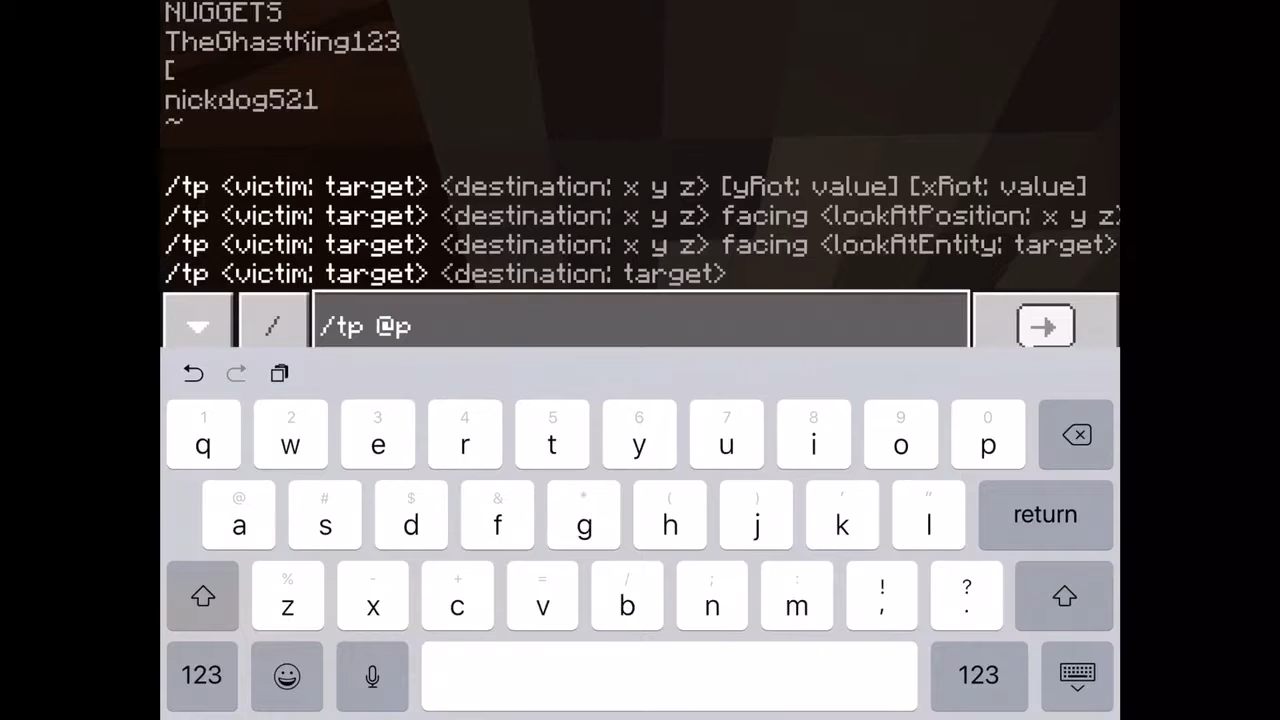 NUGGETS
TheGhastKing123
[
nickdog521
~
/tp <victim: target> <destination: x y z> [yRot: value] [xRot: value]
/tp <victim: target> <destination: x y z> facing <lookAtPosition: x y z>
/tp <victim: target> <destination: x y z> facing <lookAtEntity: target>
/tp <victim: target> <destination: target>
/ /tp @p
1 2 3 4 5 6 7 8 9 0
q w e r t y u i o p
@ # $ & * ( ) ' "
a s d f g h j k l return
% - + = / ; : ! ?
z x c v b n m , .
123 123